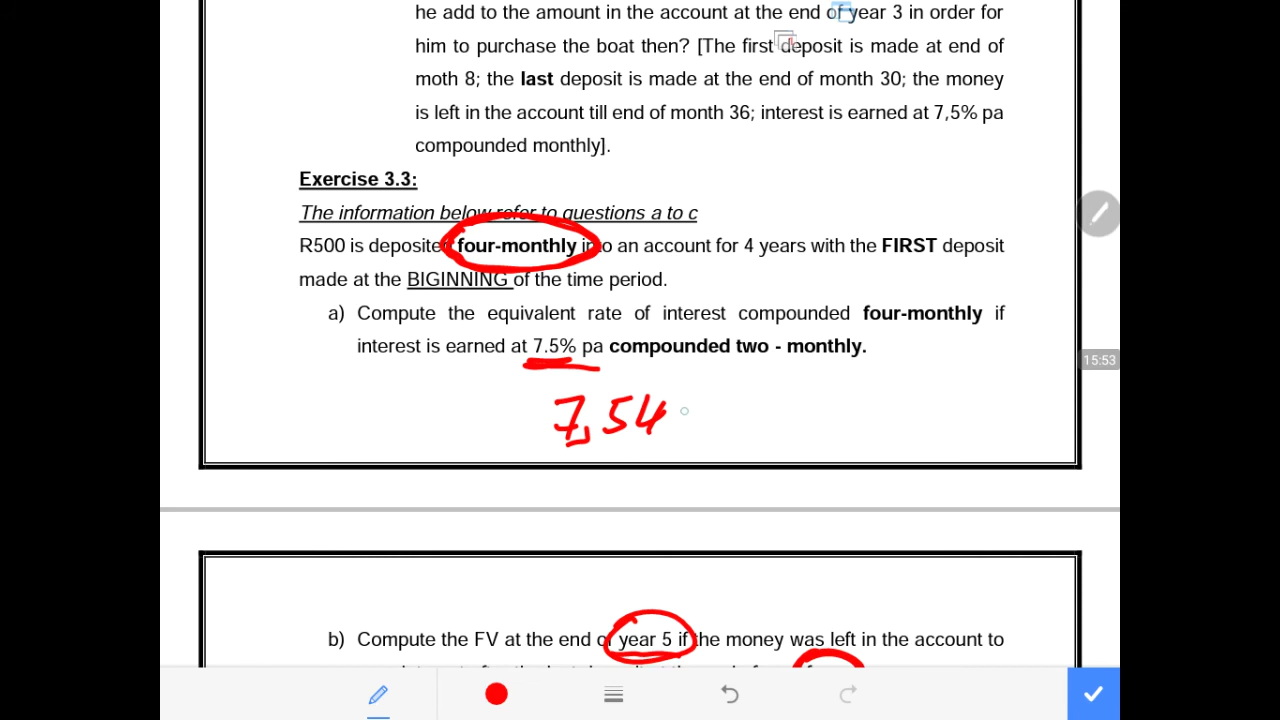 he add to the amount in the account at the end of year 3 in order for
him to purchase the boat then? [The first deposit is made at end of
moth 8; the last deposit is made at the end of month 30; the money
is left in the account till end of month 36; interest is earned at 7,5% pa
compounded monthly].
Exercise 3.3:
The information below refer to questions a to c
R500 is deposited four-monthly into an account for 4 years with the FIRST deposit
made at the BIGINNING of the time period.
a) Compute the equivalent rate of interest compounded four-monthly if
interest is earned at 7.5% pa compounded two - monthly.
15:53
7,54
b) Compute the FV at the end of year 5 if the money was left in the account to